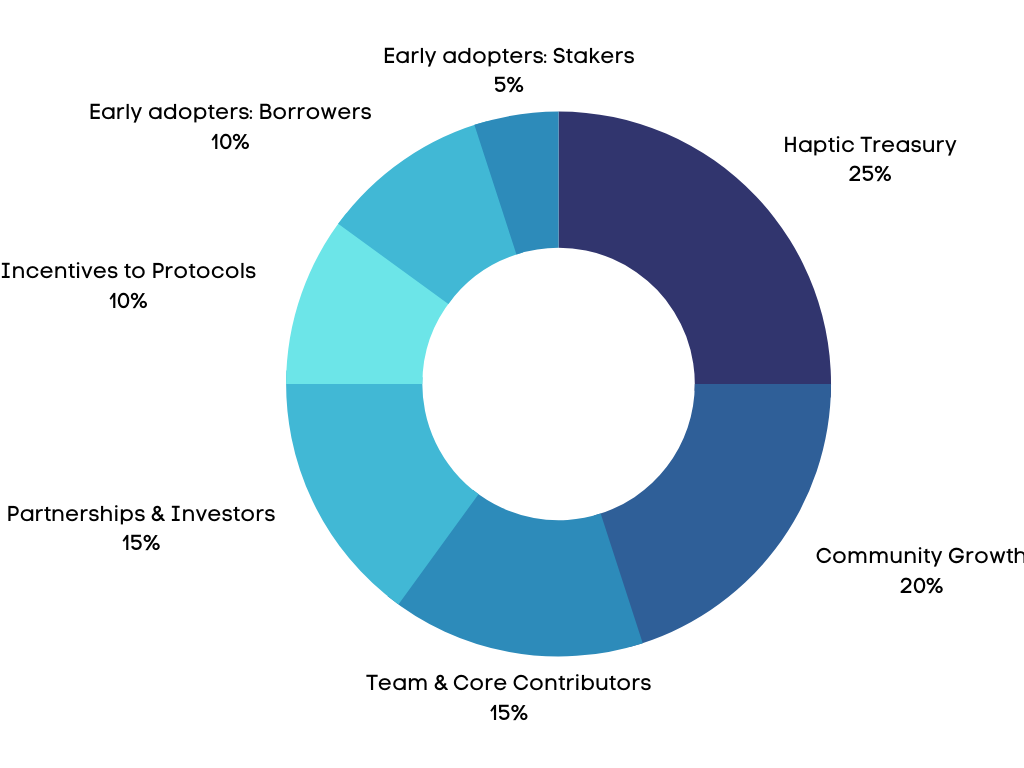 Early adopters: Stakers
5%
Early adopters: Borrowers
10%
Haptic Treasury
25%
Incentives to Protocols
10%
Partnerships & Investors
15%
Community Growth
20%
Team & Core Contributors
15%